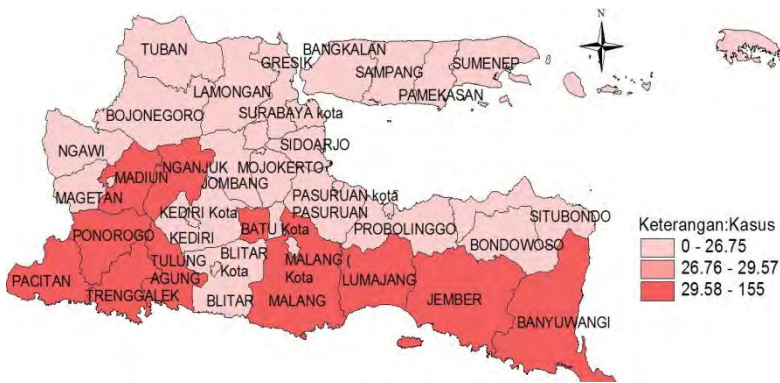 N
TUBAN
BANGKALAN
GRESIK
SAMPANG
SUMENEP
LAMONGAN
PAMEKASAN
BOJONEGORO
SURABAYA kota
NGAWI
SIDOARJO
NGANJUK
MOJOKERTO
MADIUN
JOMBANG
MAGETAN
PASURUAN kota
KEDIRI Kota
PASURUAN
SITUBONDO
PONOROGO
BATU Kota
PROBOLINGGO
KEDIRI
BONDOWOSO
TULUNG
AGUNG
BLITAR
Kota
MALANG (
Kota
PACITAN
LUMAJANG
TRENGGALEK
BLITAR
MALANG
JEMBER
BANYUWANGI
Keterangan:Kasus
0 - 26.75
26.76 - 29.57
29.58 - 155